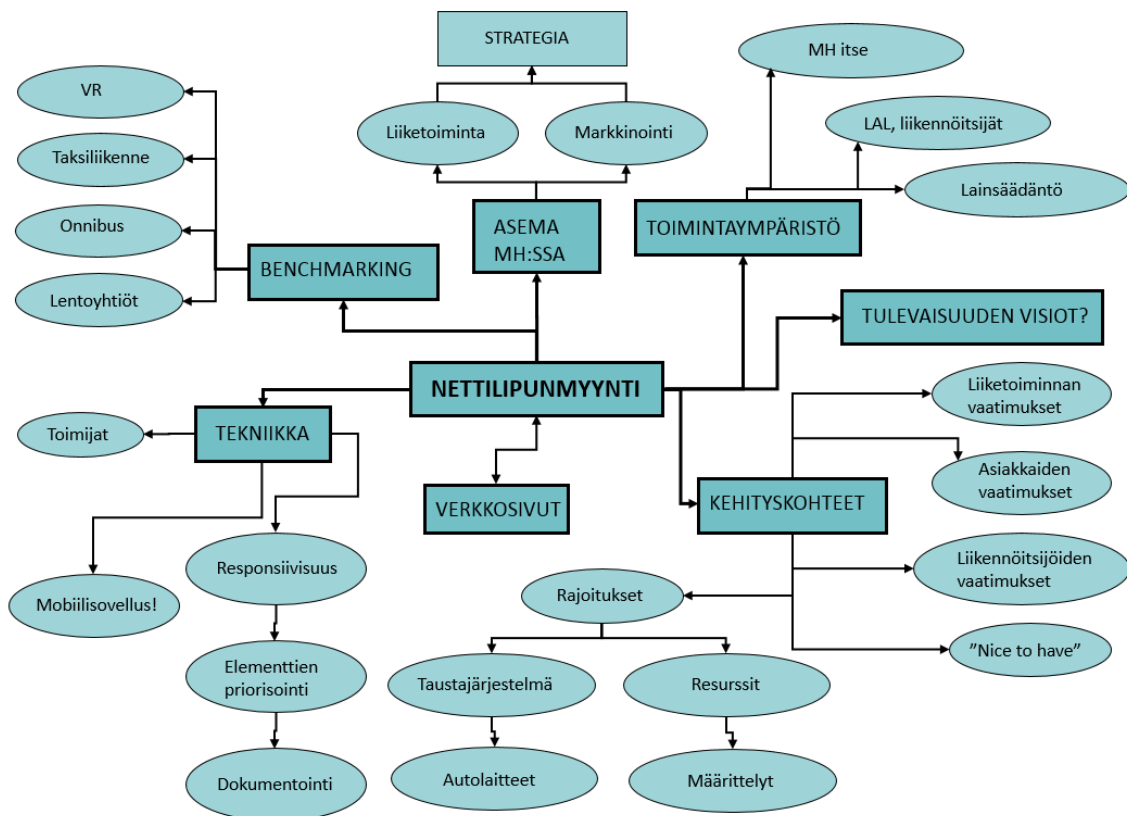 STRATEGIA
MH itse
VR
Liiketoiminta
Markkinointi
LAL, liikennöitsijät
Taksiliikenne
Lainsäädäntö
Onnibus
ASEMA
MH:SSA
TOIMINTAYMPÄRISTÖ
BENCHMARKING
Lentoyhtiöt
TULEVAISUUDEN VISIOT?
NETTILIPUNMYYNTI
Liiketoiminnan
vaatimukset
Toimijat
TEKNIIKKA
Asiakkaiden
vaatimukset
VERKKOSIVUT
KEHITYSKOHTEET
Responsiivisuus
Liikennöitsijöiden
vaatimukset
Mobiilisovellus!
Rajoitukset
”Nice to have”
Elementtien
priorisointi
Taustajärjestelmä
Resurssit
Dokumentointi
Autolaitteet
Määrittelyt